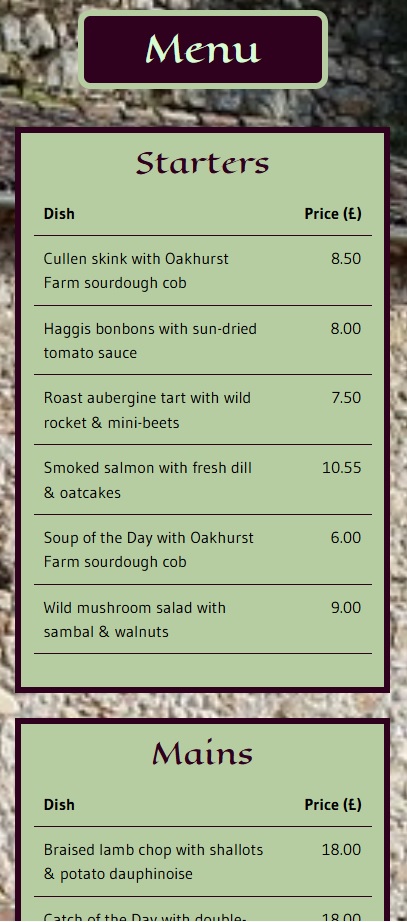 Menu
Starters
Dish Price (£)
Cullen skink with Oakhurst 8.50
Farm sourdough cob
Haggis bonbons with sun-dried 8.00
tomato sauce
Roast aubergine tart with wild 7.50
rocket & mini-beets
Smoked salmon with fresh dill 10.55
& oatcakes
Soup of the Day with Oakhurst 6.00
Farm sourdough cob
Wild mushroom salad with 9.00
sambal & walnuts
Mains
Dish Price (£)
Braised lamb chop with shallots 18.00
& potato dauphinoise
Catch of the Day with double- 18.00